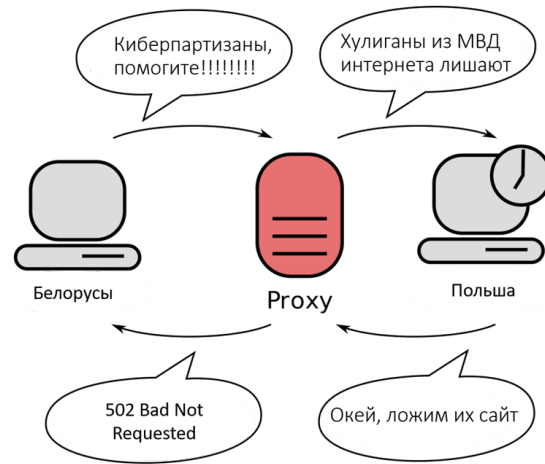 Киберпартизаны,
помогите!!!!!!!!
Хулиганы из МВД
интернета лишают
Белорусы
Proxy
Польша
502 Bad Not
Requested
Окей, ложим их сайт